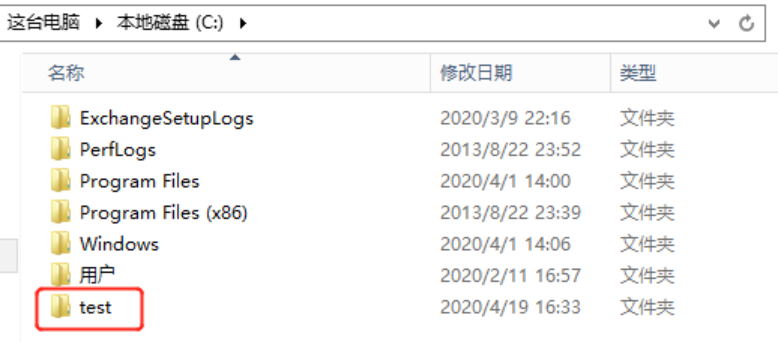 这台电脑 本地磁盘 (C:)
名称 修改日期 类型
ExchangeSetupLogs 2020/3/9 22:16 文件夹
PerfLogs 2013/8/22 23:52 文件夹
Program Files 2020/4/1 14:00 文件夹
Program Files (x86) 2013/8/22 23:39 文件夹
Windows 2020/4/1 14:06 文件夹
用户 2020/2/11 16:57 文件夹
test 2020/4/19 16:33 文件夹